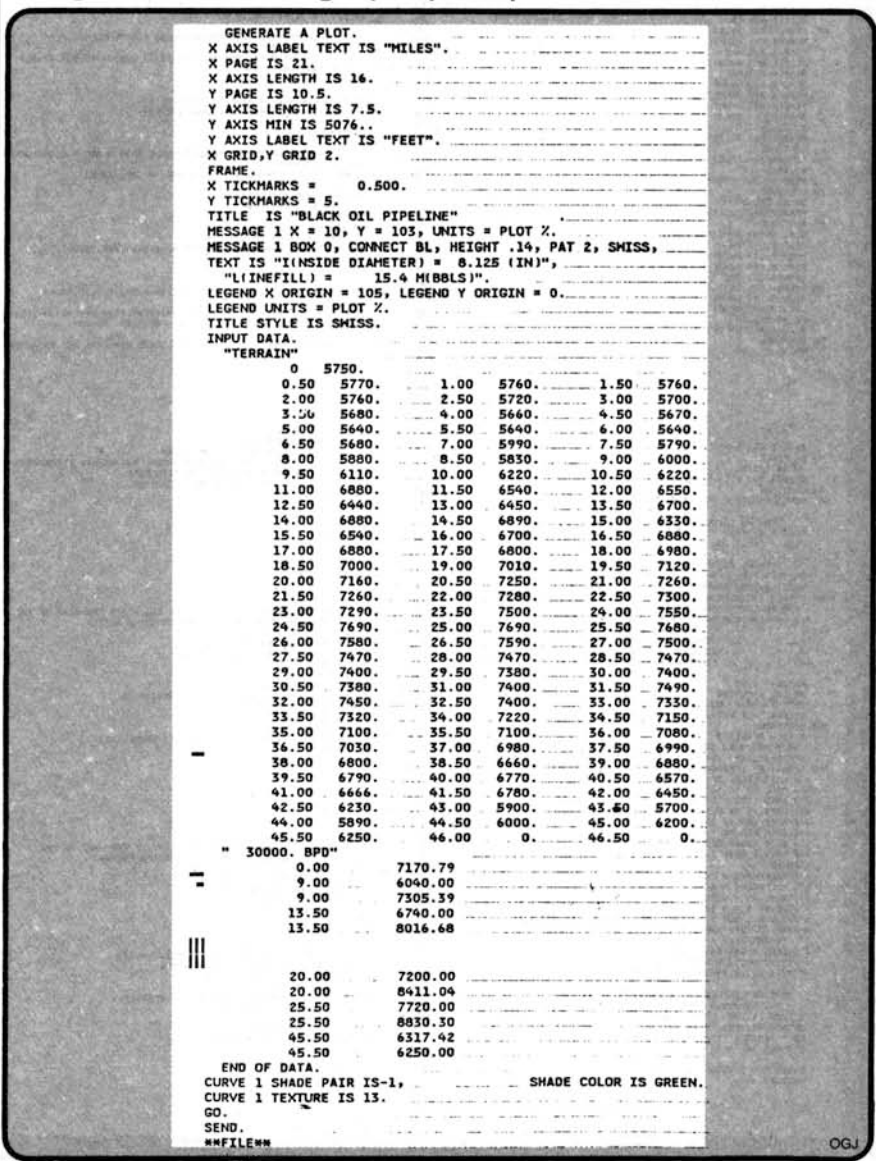 GENERATE A PLOT.
X AXIS LABEL TEXT IS "MILES".
X PAGE IS 21.
X AXIS LENGTH IS 16.
Y PAGE IS 10.5.
Y AXIS LENGTH IS 7.5.
Y AXIS MIN IS 5076..
Y AXIS LABEL TEXT IS "FEET".
X GRID,Y GRID 2.
FRAME.
X TICKMARKS = 0.500.
Y TICKMARKS = 5.
TITLE IS "BLACK OIL PIPELINE"
MESSAGE 1 X = 10, Y = 103, UNITS = PLOT %.
MESSAGE 1 BOX 0, CONNECT BL, HEIGHT .14, PAT 2, SWISS,
TEXT IS "I(NSIDE DIAMETER) = 8.125 (IN)",
"L(INEFILL) = 15.4 M(BBLS)".
LEGEND X ORIGIN = 105, LEGEND Y ORIGIN = 0.
LEGEND UNITS = PLOT %.
TITLE STYLE IS SWISS.
INPUT DATA.
"TERRAIN"
0 5750.
0.50 5770. 1.00 5760. 1.50 5760.
2.00 5760. 2.50 5720. 3.00 5700.
3.50 5680. 4.00 5660. 4.50 5670.
5.00 5640. 5.50 5640. 6.00 5640.
6.50 5680. 7.00 5990. 7.50 5790.
8.00 5880. 8.50 5830. 9.00 6000.
9.50 6110. 10.00 6220. 10.50 6220.
11.00 6880. 11.50 6540. 12.00 6550.
12.50 6440. 13.00 6450. 13.50 6700.
14.00 6880. 14.50 6890. 15.00 6330.
15.50 6540. 16.00 6700. 16.50 6880.
17.00 6880. 17.50 6800. 18.00 6980.
18.50 7000. 19.00 7010. 19.50 7120.
20.00 7160. 20.50 7250. 21.00 7260.
21.50 7260. 22.00 7280. 22.50 7300.
23.00 7290. 23.50 7500. 24.00 7550.
24.50 7690. 25.00 7690. 25.50 7680.
26.00 7580. 26.50 7590. 27.00 7500.
27.50 7470. 28.00 7470. 28.50 7470.
29.00 7400. 29.50 7380. 30.00 7400.
30.50 7380. 31.00 7400. 31.50 7490.
32.00 7450. 32.50 7400. 33.00 7330.
33.50 7320. 34.00 7220. 34.50 7150.
35.00 7100. 35.50 7100. 36.00 7080.
36.50 7030. 37.00 6980. 37.50 6990.
38.00 6800. 38.50 6660. 39.00 6880.
39.50 6790. 40.00 6770. 40.50 6570.
41.00 6666. 41.50 6780. 42.00 6450.
42.50 6230. 43.00 5900. 43.50 5700.
44.00 5890. 44.50 6000. 45.00 6200.
45.50 6250. 46.00 0. 46.50 0.
" 30000. BPD"
0.00 7170.79
9.00 6040.00
9.00 7305.39
13.50 6740.00
13.50 8016.68
20.00 7200.00
20.00 8411.04
25.50 7720.00
25.50 8830.30
45.50 6317.42
45.50 6250.00
END OF DATA.
CURVE 1 SHADE PAIR IS-1, SHADE COLOR IS GREEN.
CURVE 1 TEXTURE IS 13.
GO.
SEND.
**FILE**
OGJ